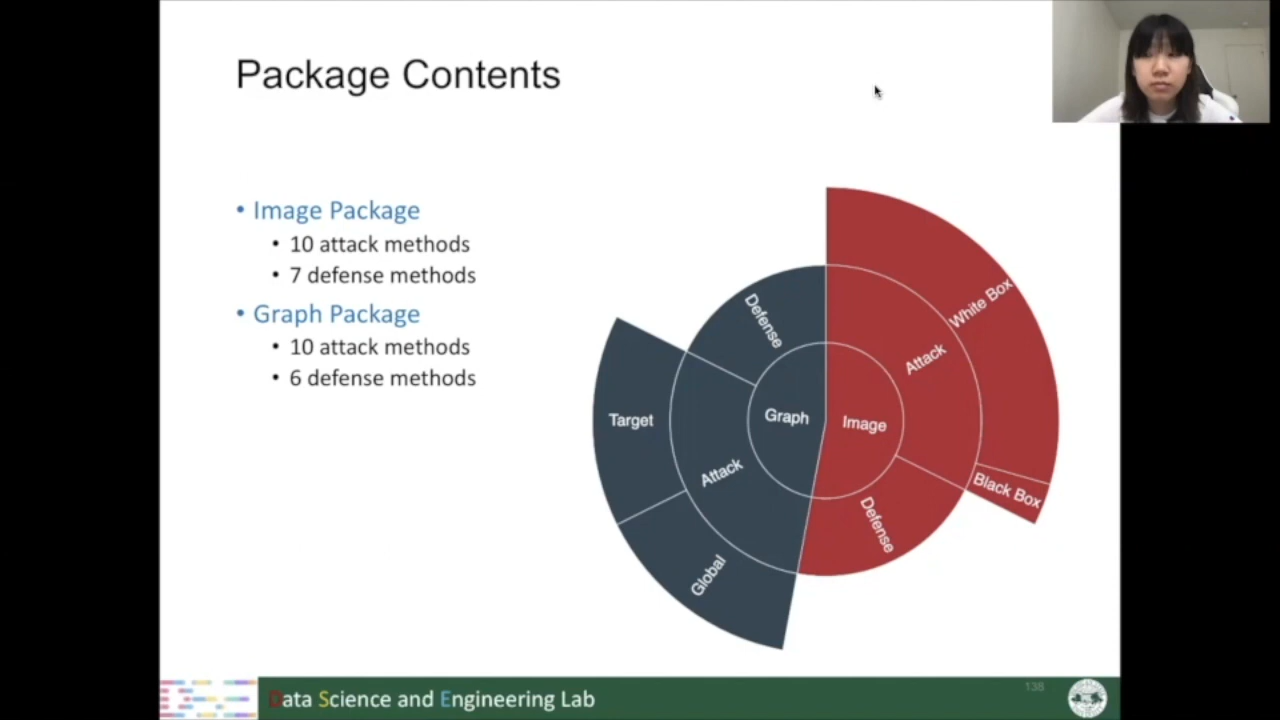 Package Contents
• Image Package
• 10 attack methods
• 7 defense methods
• Graph Package
• 10 attack methods
• 6 defense methods
White Box
Defense
Attack
Target
Graph
Image
Attack
Black Box
Defense
Global
Data Science and Engineering Lab
138